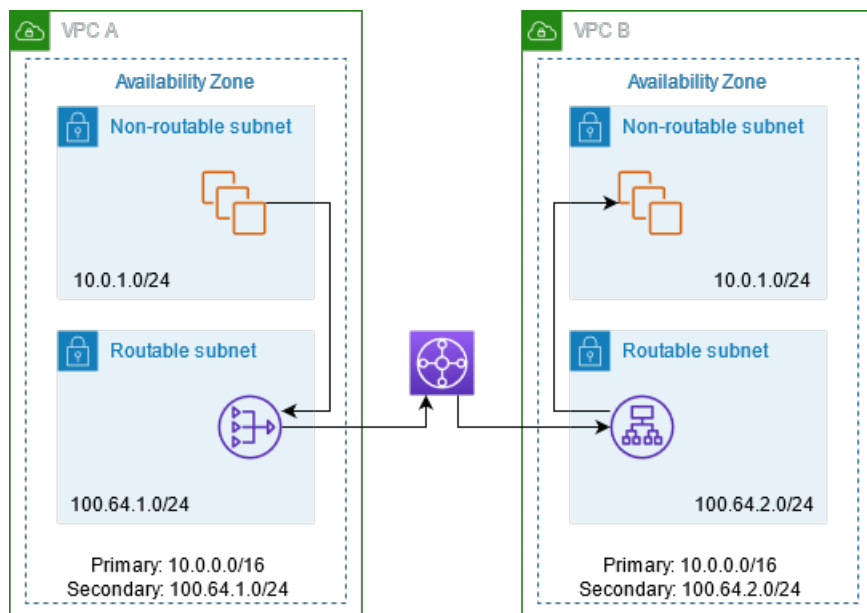 VPC A
Availability Zone
Non-routable subnet
10.0.1.0/24
Routable subnet
100.64.1.0/24
Primary: 10.0.0.0/16
Secondary: 100.64.1.0/24
VPC B
Availability Zone
Non-routable subnet
10.0.1.0/24
Routable subnet
100.64.2.0/24
Primary: 10.0.0.0/16
Secondary: 100.64.2.0/24